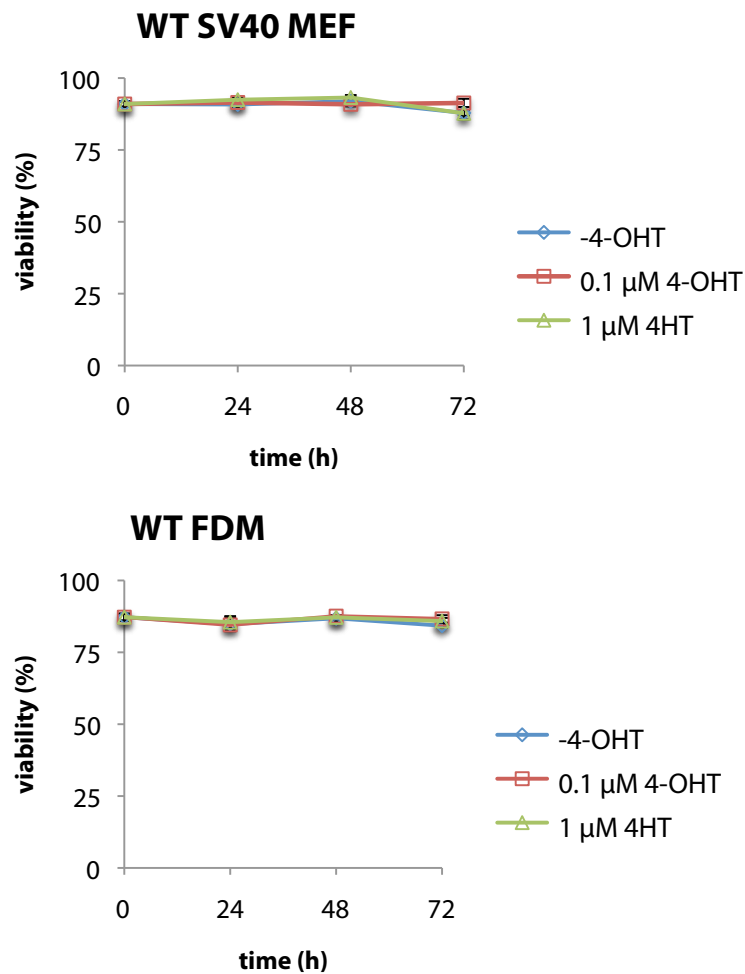 WT SV40 MEF
100
75
50
25
0
viability (%)
0 24 48 72
time (h)
-4-OHT
0.1 µM 4-OHT
1 µM 4HT
WT FDM
100
75
50
25
0
viability (%)
0 24 48 72
time (h)
-4-OHT
0.1 µM 4-OHT
1 µM 4HT